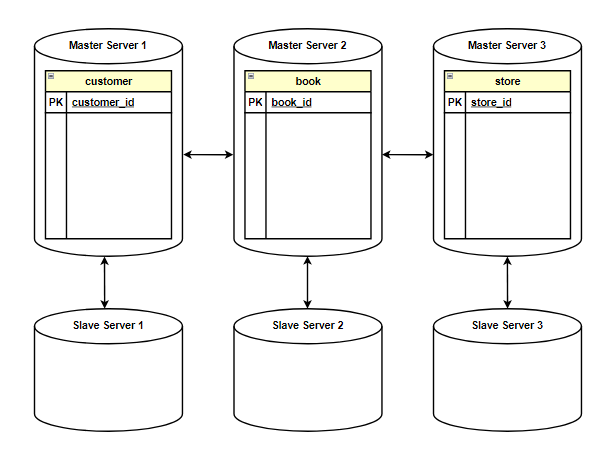 Master Server 1
Master Server 2
Master Server 3
customer
book
store
PK customer_id
PK book_id
PK store_id
Slave Server 1
Slave Server 2
Slave Server 3